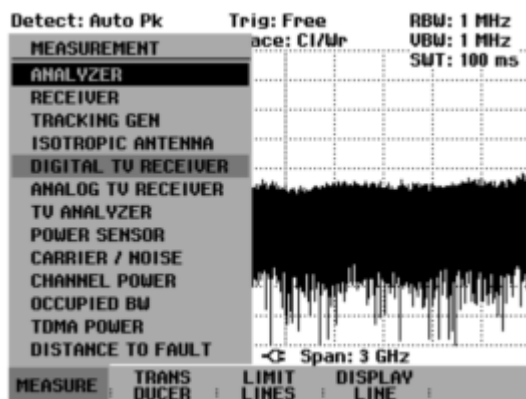 Detect: Auto Pk Trig: Free RBW: 1 MHz
MEASUREMENT ace: Cl/Wr VBW: 1 MHz
ANALYZER SWT: 100 ms
RECEIVER
TRACKING GEN
ISOTROPIC ANTENNA
DIGITAL TV RECEIVER
ANALOG TV RECEIVER
TV ANALYZER
POWER SENSOR
CARRIER / NOISE
CHANNEL POWER
OCCUPIED BW
TDMA POWER
DISTANCE TO FAULT Span: 3 GHz
MEASURE TRANS LIMIT DISPLAY
DUCER LINES LINE